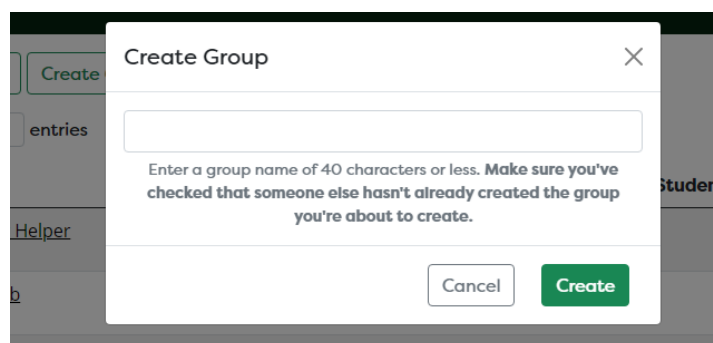 Create Group
Create
entries
Enter a group name of 40 characters or less. Make sure you've
checked that someone else hasn't already created the group
you're about to create.
Helper
b
Cancel
Create